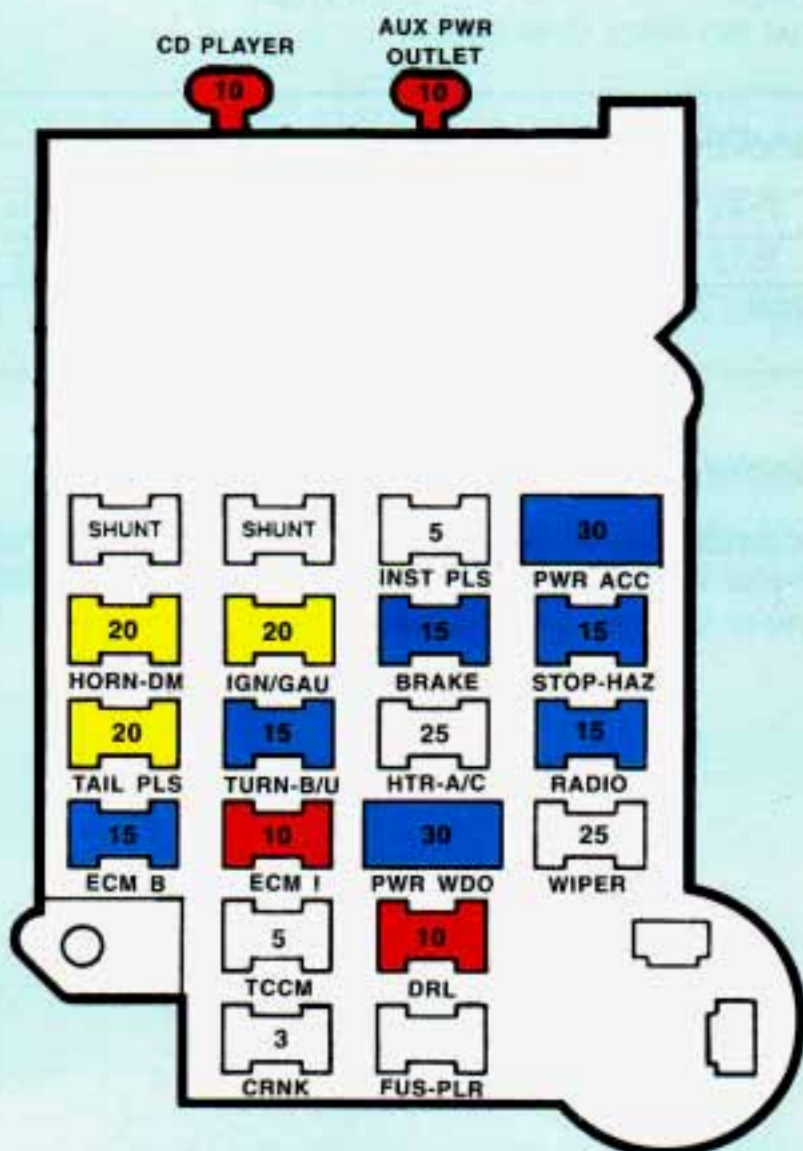 CD PLAYER
AUX PWR
OUTLET
10
10
SHUNT
SHUNT
5
30
INST PLS
PWR ACC
20
20
15
15
HORN-DM
IGN/GAU
BRAKE
STOP-HAZ
20
15
25
15
TAIL PLS
TURN-B/U
HTR-A/C
RADIO
15
10
30
25
ECM B
ECM I
PWR WDO
WIPER
5
10
TCCM
DRL
3
CRNK
FUS-PLR